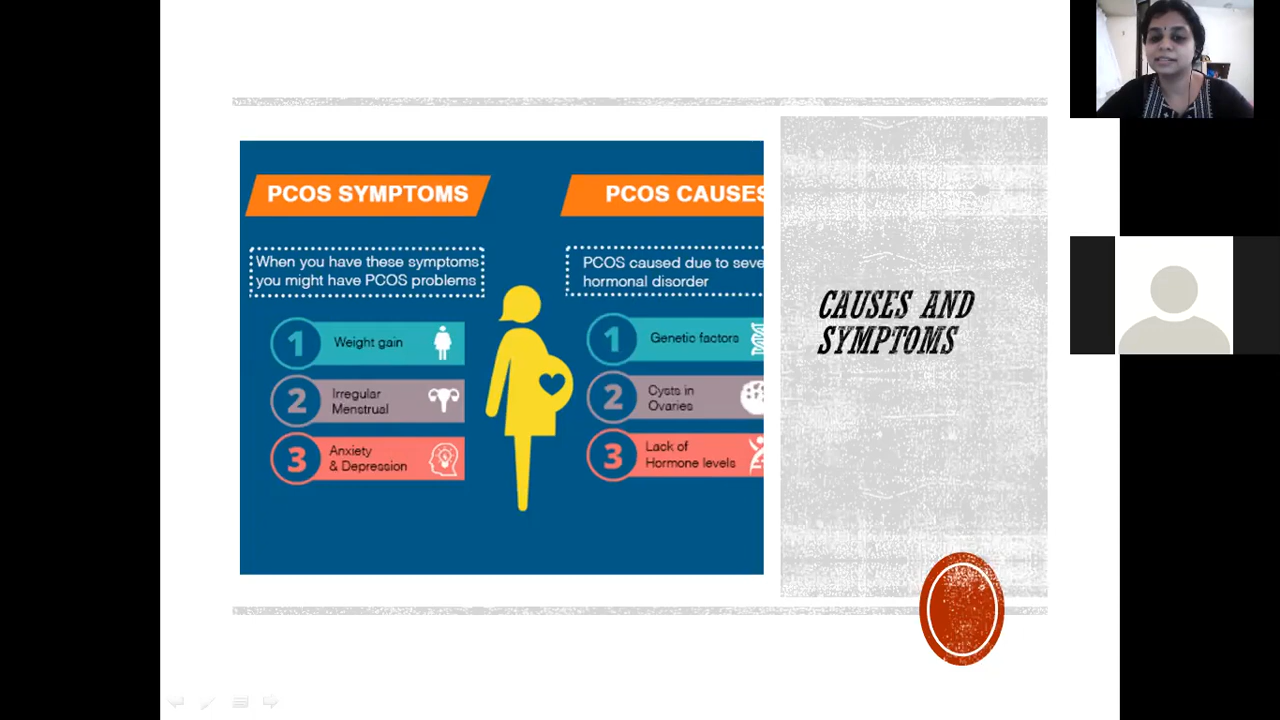 PCOS SYMPTOMS
When you have these symptoms
you might have PCOS problems
1 Weight gain
2 Irregular
Menstrual
3 Anxiety
& Depression
PCOS CAUSES
PCOS caused due to seve
hormonal disorder
1 Genetic factors
2 Cysts in
Ovaries
3 Lack of
Hormone levels
CAUSES AND
SYMPTOMS